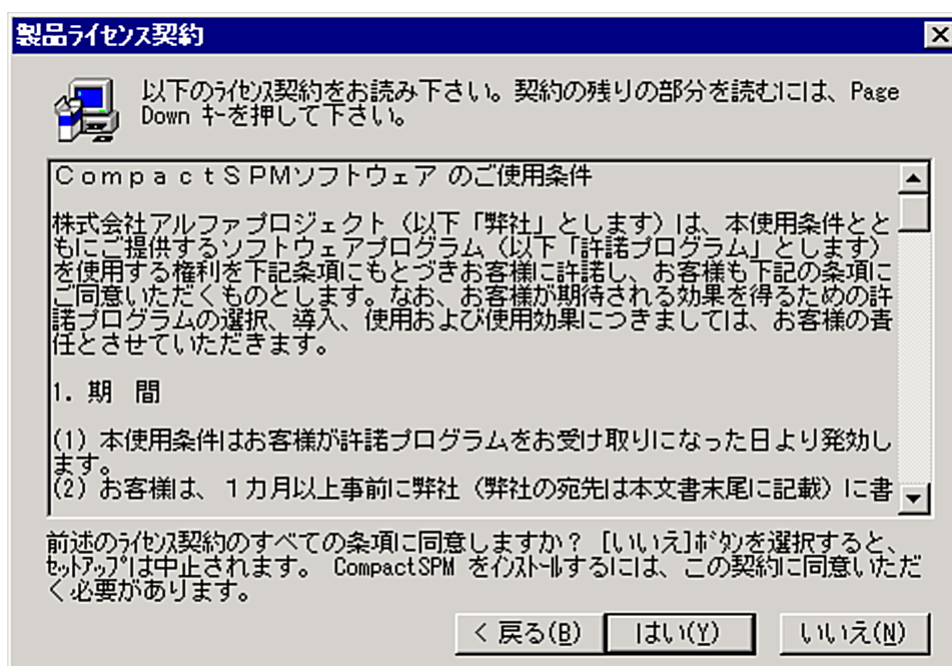 製品ライセンス契約
以下のライセンス契約をお読み下さい。契約の残りの部分を読むには、Page
Down キーを押して下さい。
CompactSPMソフトウェア のご使用条件
株式会社アルファプロジェクト（以下「弊社」とします）は、本使用条件とと
もにご提供するソフトウェアプログラム（以下「許諾プログラム」とします）
を使用する権利を下記条項にもとづきお客様に許諾し、お客様も下記の条項に
ご同意いただくものとします。なお、お客様が期待される効果を得るための許
諾プログラムの選択、導入、使用および使用効果につきましては、お客様の責
任とさせていただきます。
1. 期　間
(1) 本使用条件はお客様が許諾プログラムをお受け取りになった日より発効し
ます。
(2) お客様は、１カ月以上事前に弊社（弊社の宛先は本文書末尾に記載）に書
前述のライセンス契約のすべての条項に同意しますか？ [いいえ]ボタンを選択すると、
セットアップは中止されます。 CompactSPM をインストールするには、この契約に同意いただ
く必要があります。
< 戻る(B)
はい(Y)
いいえ(N)